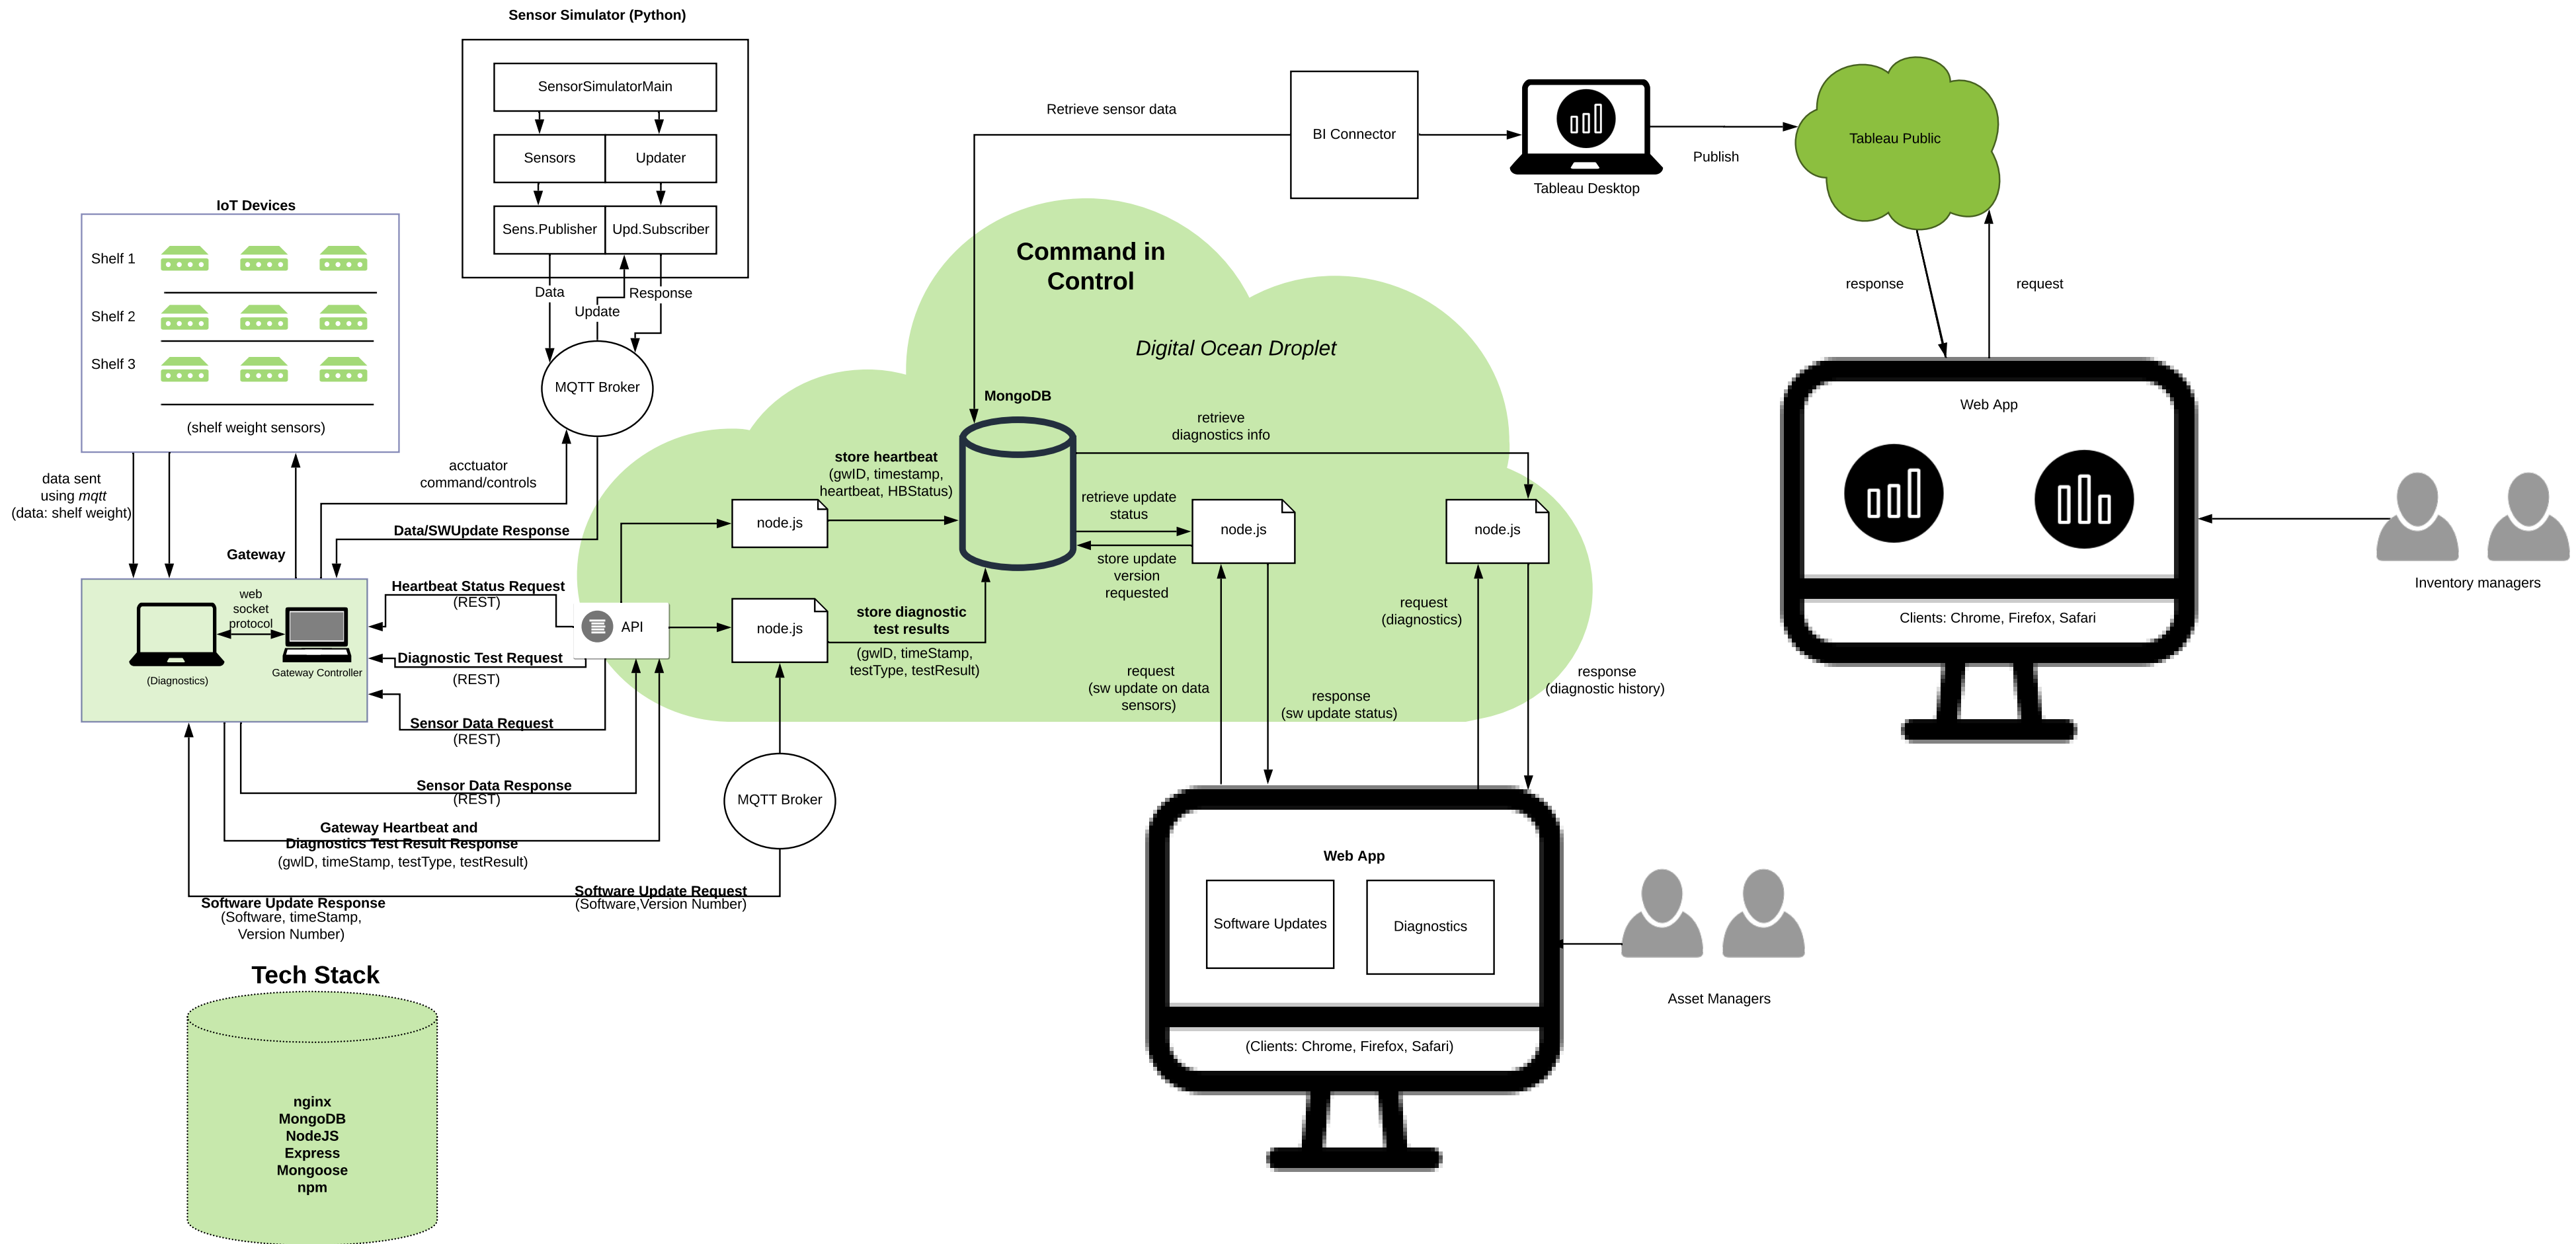 Sensor Simulator (Python)
SensorSimulatorMain
Sensors
Updater
Sens.Publisher
Upd.Subscriber
Data
Update
Response
MQTT Broker
IoT Devices
Shelf 1
Shelf 2
Shelf 3
(shelf weight sensors)
data sent
using mqtt
(data: shelf weight)
acctuator
command/controls
Data/SWUpdate Response
Gateway
web
socket
protocol
(Diagnostics)
Gateway Controller
Heartbeat Status Request
(REST)
Diagnostic Test Request
(REST)
Sensor Data Request
(REST)
Sensor Data Response
(REST)
Gateway Heartbeat and
Diagnostics Test Result Response
(gwID, timeStamp, testType, testResult)
Software Update Request
(Software,Version Number)
Software Update Response
(Software, timeStamp,
Version Number)
API
node.js
node.js
MQTT Broker
Command in
Control
Digital Ocean Droplet
MongoDB
store heartbeat
(gwID, timestamp,
heartbeat, HBStatus)
store diagnostic
test results
(gwID, timeStamp,
testType, testResult)
retrieve
diagnostics info
retrieve update
status
store update
version
requested
node.js
node.js
request
(diagnostics)
request
(sw update on data
sensors)
response
(sw update status)
response
(diagnostic history)
Retrieve sensor data
BI Connector
Tableau Desktop
Publish
Tableau Public
response
request
Web App
Clients: Chrome, Firefox, Safari
Inventory managers
Web App
Software Updates
Diagnostics
(Clients: Chrome, Firefox, Safari)
Asset Managers
Tech Stack
nginx
MongoDB
NodeJS
Express
Mongoose
npm